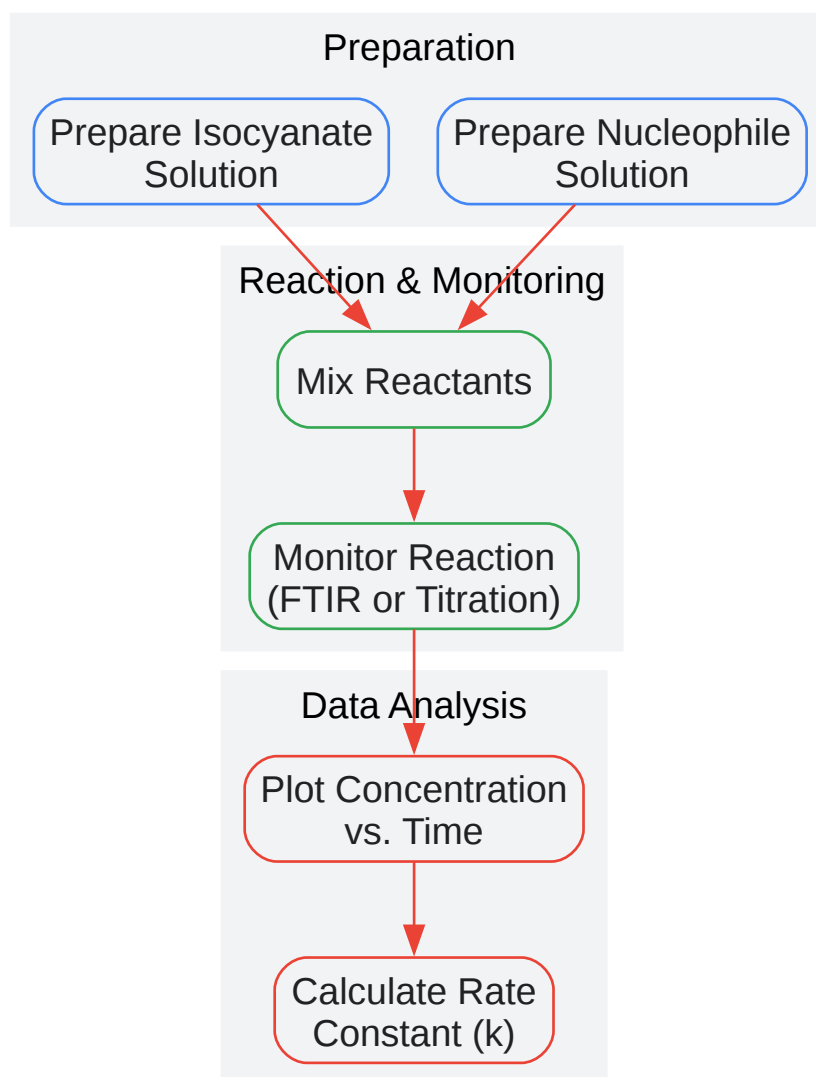 Preparation
Prepare Isocyanate
Solution
Prepare Nucleophile
Solution
Reaction & Monitoring
Mix Reactants
Monitor Reaction
(FTIR or Titration)
Data Analysis
Plot Concentration
vs. Time
Calculate Rate
Constant (k)